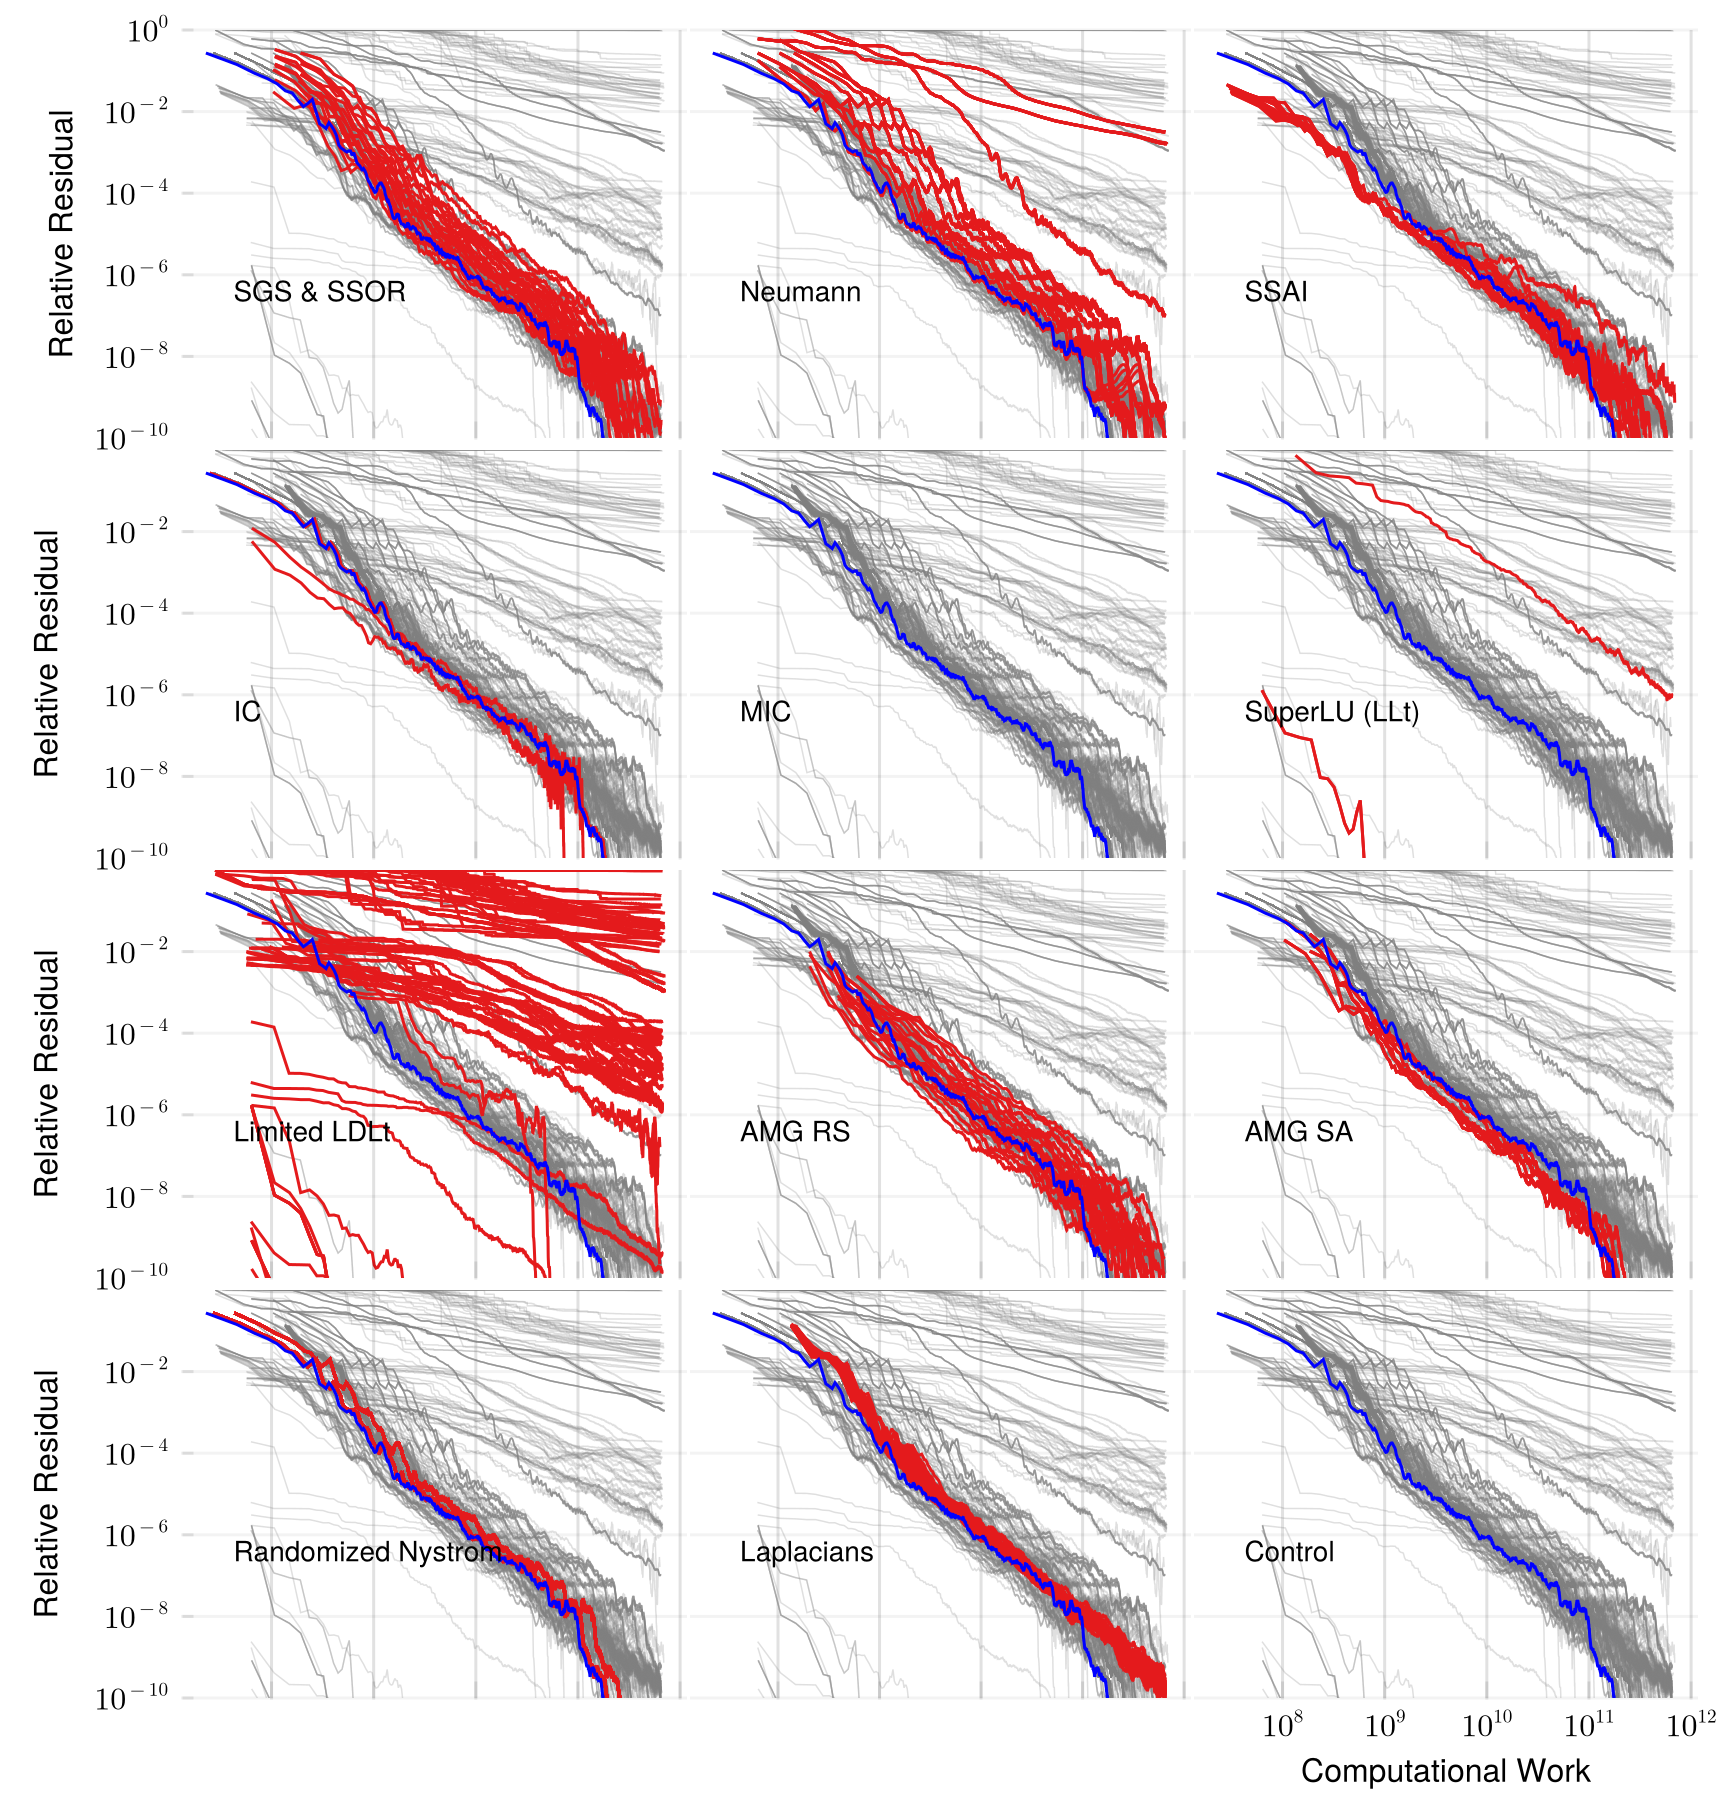 10^0
10^−2
10^−4
10^−6
10^−8
10^−10
Relative Residual
SGS & SSOR
Neumann
SSAI
10^−2
10^−4
10^−6
10^−8
10^−10
Relative Residual
IC
MIC
SuperLU (LLt)
10^−2
10^−4
10^−6
10^−8
10^−10
Relative Residual
Limited LDLt
AMG RS
AMG SA
10^−2
10^−4
10^−6
10^−8
10^−10
Relative Residual
Randomized Nystrom
Laplacians
Control
10^8 10^9 10^10 10^11 10^12
Computational Work